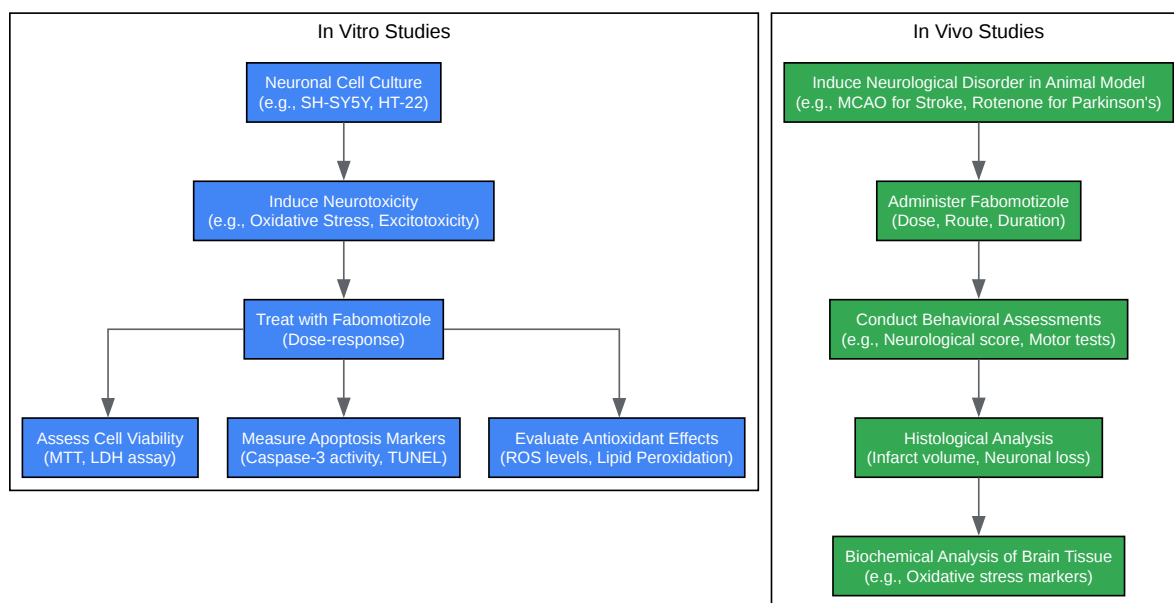 In Vitro Studies
Neuronal Cell Culture
(e.g., SH-SY5Y, HT-22)
Induce Neurotoxicity
(e.g., Oxidative Stress, Excitotoxicity)
Treat with Fabomotizole
(Dose-response)
Assess Cell Viability
(MTT, LDH assay)
Measure Apoptosis Markers
(Caspase-3 activity, TUNEL)
Evaluate Antioxidant Effects
(ROS levels, Lipid Peroxidation)
In Vivo Studies
Induce Neurological Disorder in Animal Model
(e.g., MCAO for Stroke, Rotenone for Parkinson's)
Administer Fabomotizole
(Dose, Route, Duration)
Conduct Behavioral Assessments
(e.g., Neurological score, Motor tests)
Histological Analysis
(Infarct volume, Neuronal loss)
Biochemical Analysis of Brain Tissue
(e.g., Oxidative stress markers)